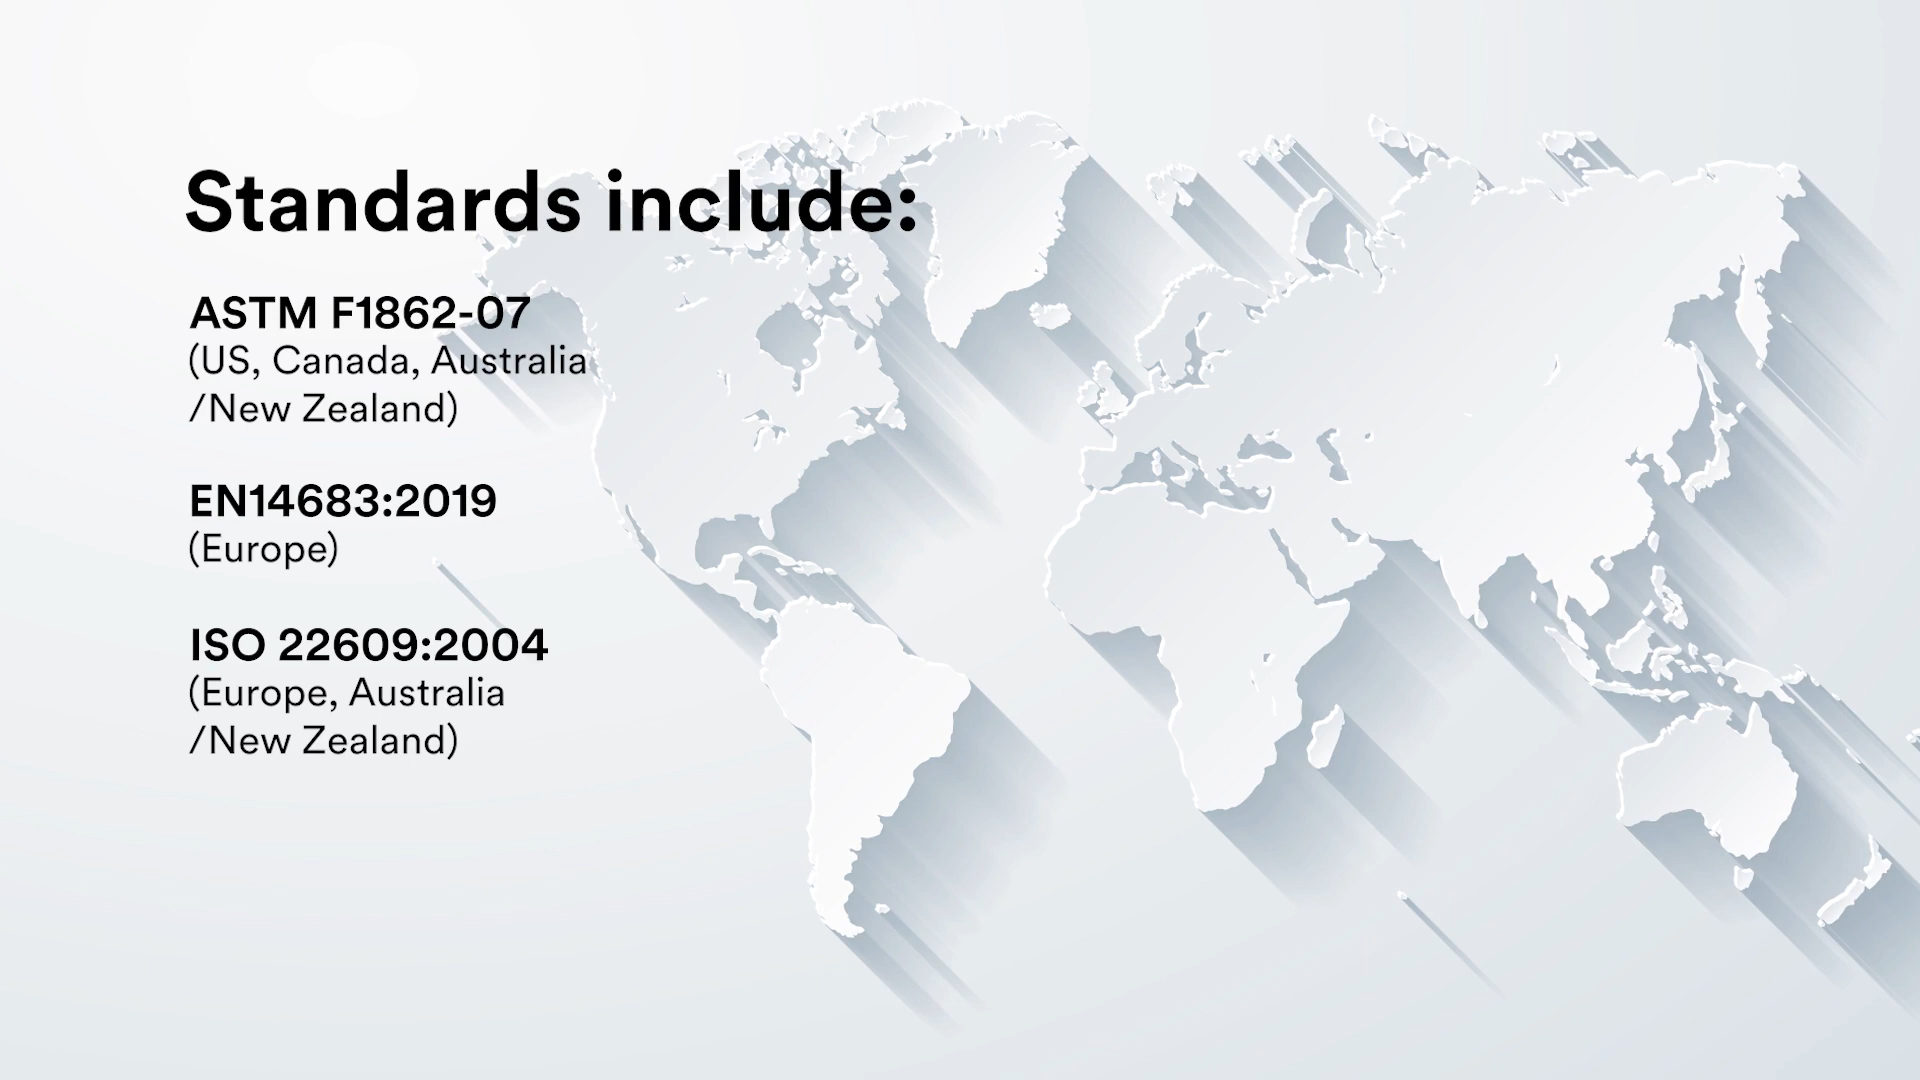 Standards include:
ASTM F1862-07
(US, Canada, Australia
/New Zealand)
EN14683:2019
(Europe)
ISO 22609:2004
(Europe, Australia
/New Zealand)